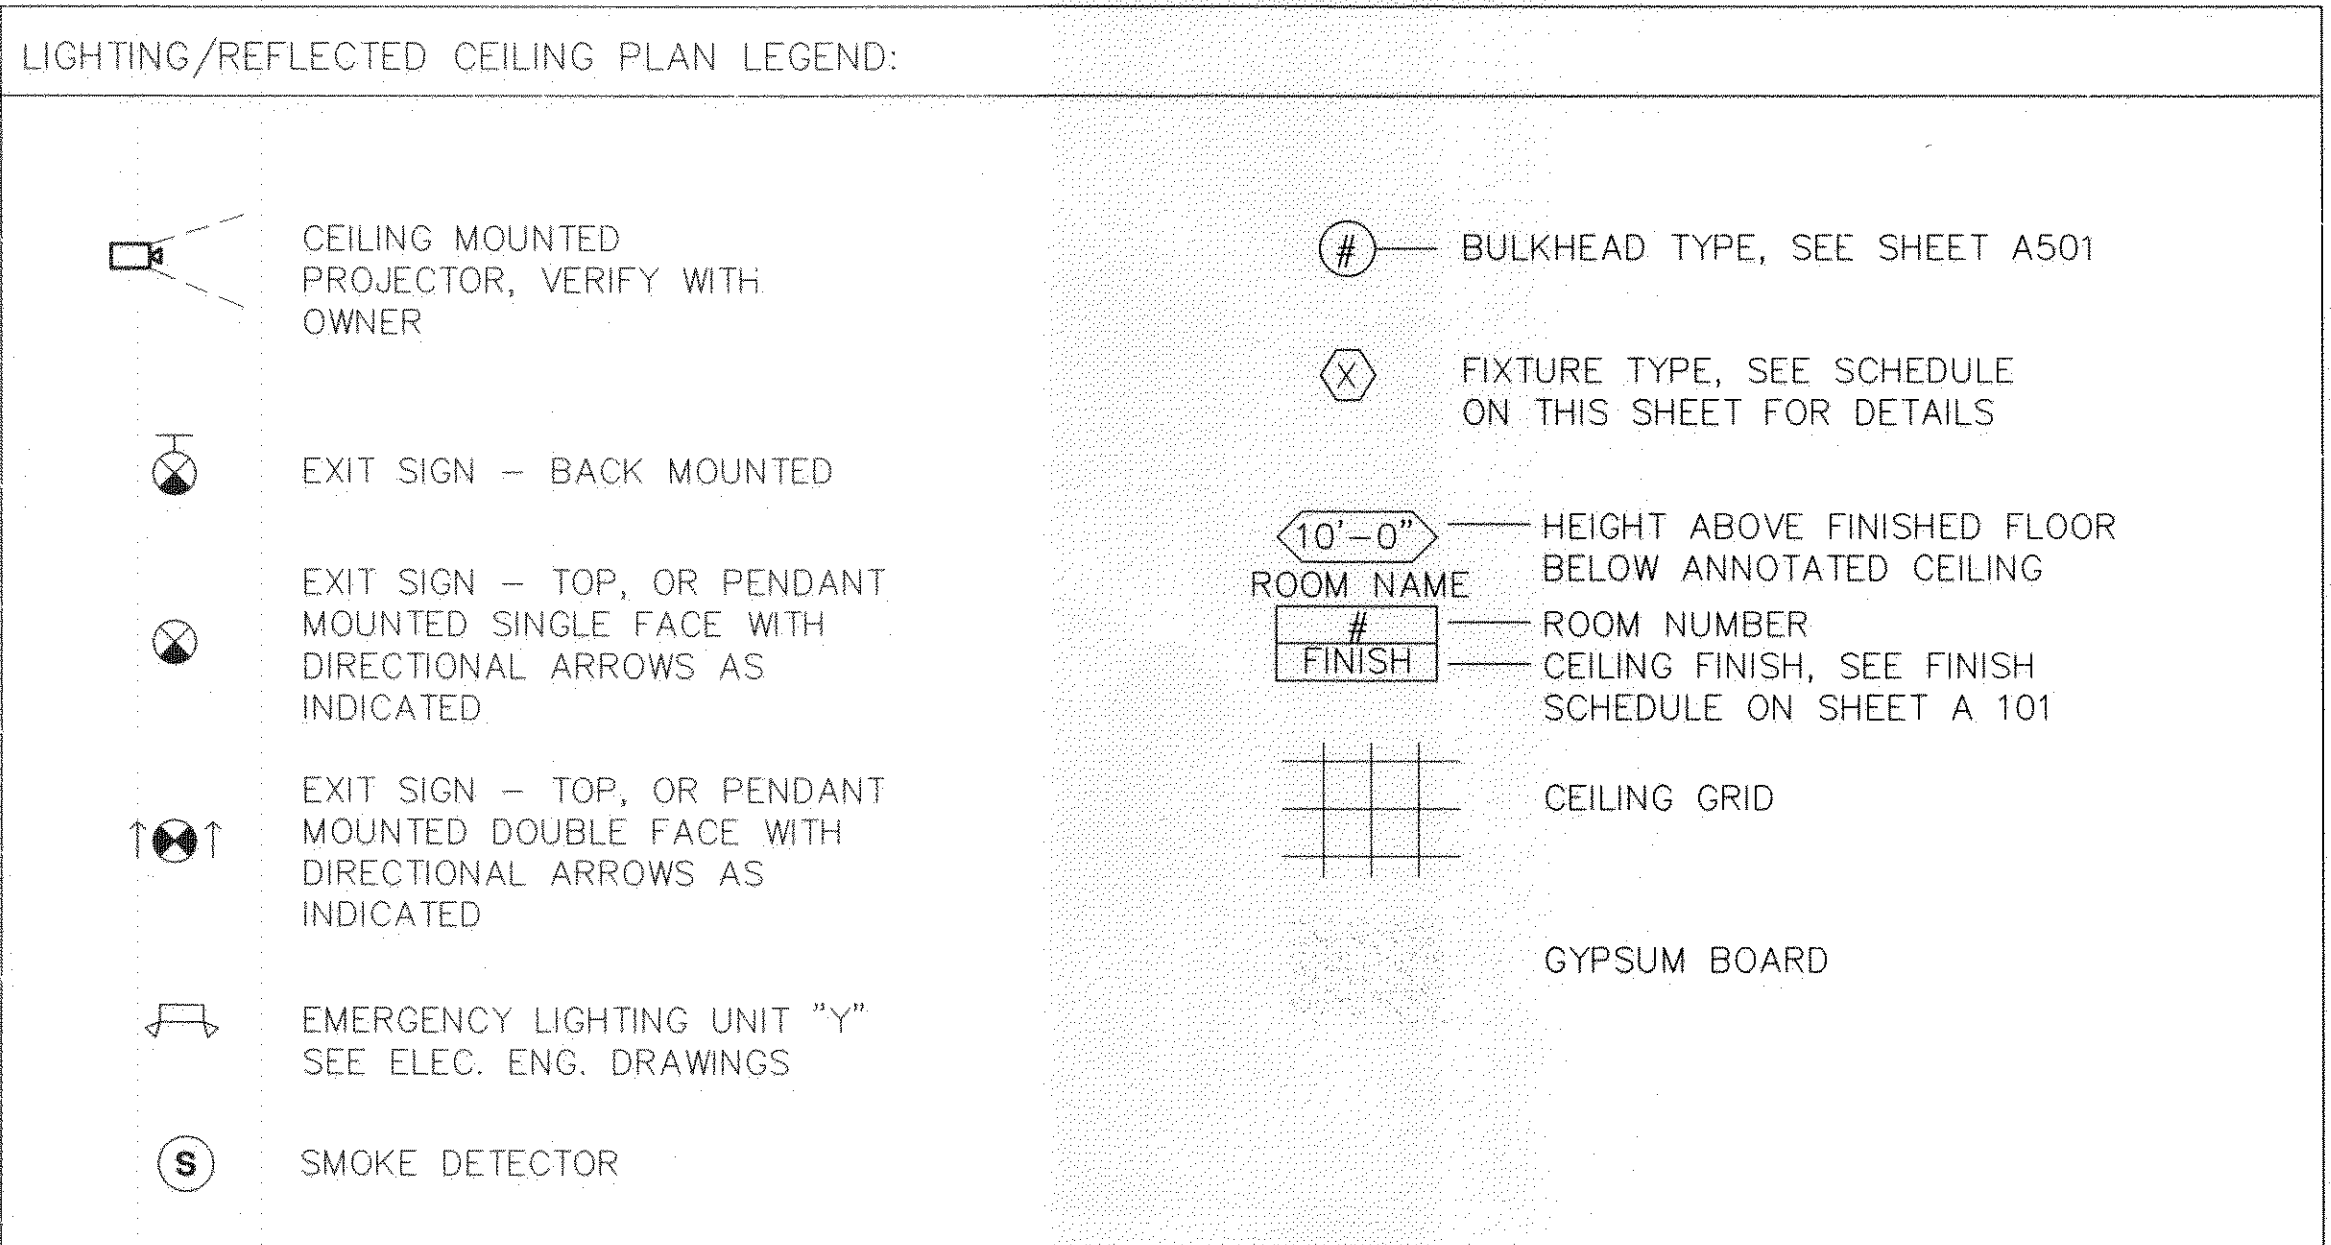 LIGHTING/REFLECTED CEILING PLAN LEGEND:
CEILING MOUNTED
PROJECTOR, VERIFY WITH
OWNER
EXIT SIGN – BACK MOUNTED
EXIT SIGN – TOP, OR PENDANT
MOUNTED SINGLE FACE WITH
DIRECTIONAL ARROWS AS
INDICATED
EXIT SIGN – TOP, OR PENDANT
MOUNTED DOUBLE FACE WITH
DIRECTIONAL ARROWS AS
INDICATED
EMERGENCY LIGHTING UNIT "Y"
SEE ELEC. ENG. DRAWINGS
S SMOKE DETECTOR
# BULKHEAD TYPE, SEE SHEET A501
X FIXTURE TYPE, SEE SCHEDULE
ON THIS SHEET FOR DETAILS
10'–0" HEIGHT ABOVE FINISHED FLOOR
BELOW ANNOTATED CEILING
ROOM NAME
# ROOM NUMBER
FINISH CEILING FINISH, SEE FINISH
SCHEDULE ON SHEET A 101
CEILING GRID
GYPSUM BOARD